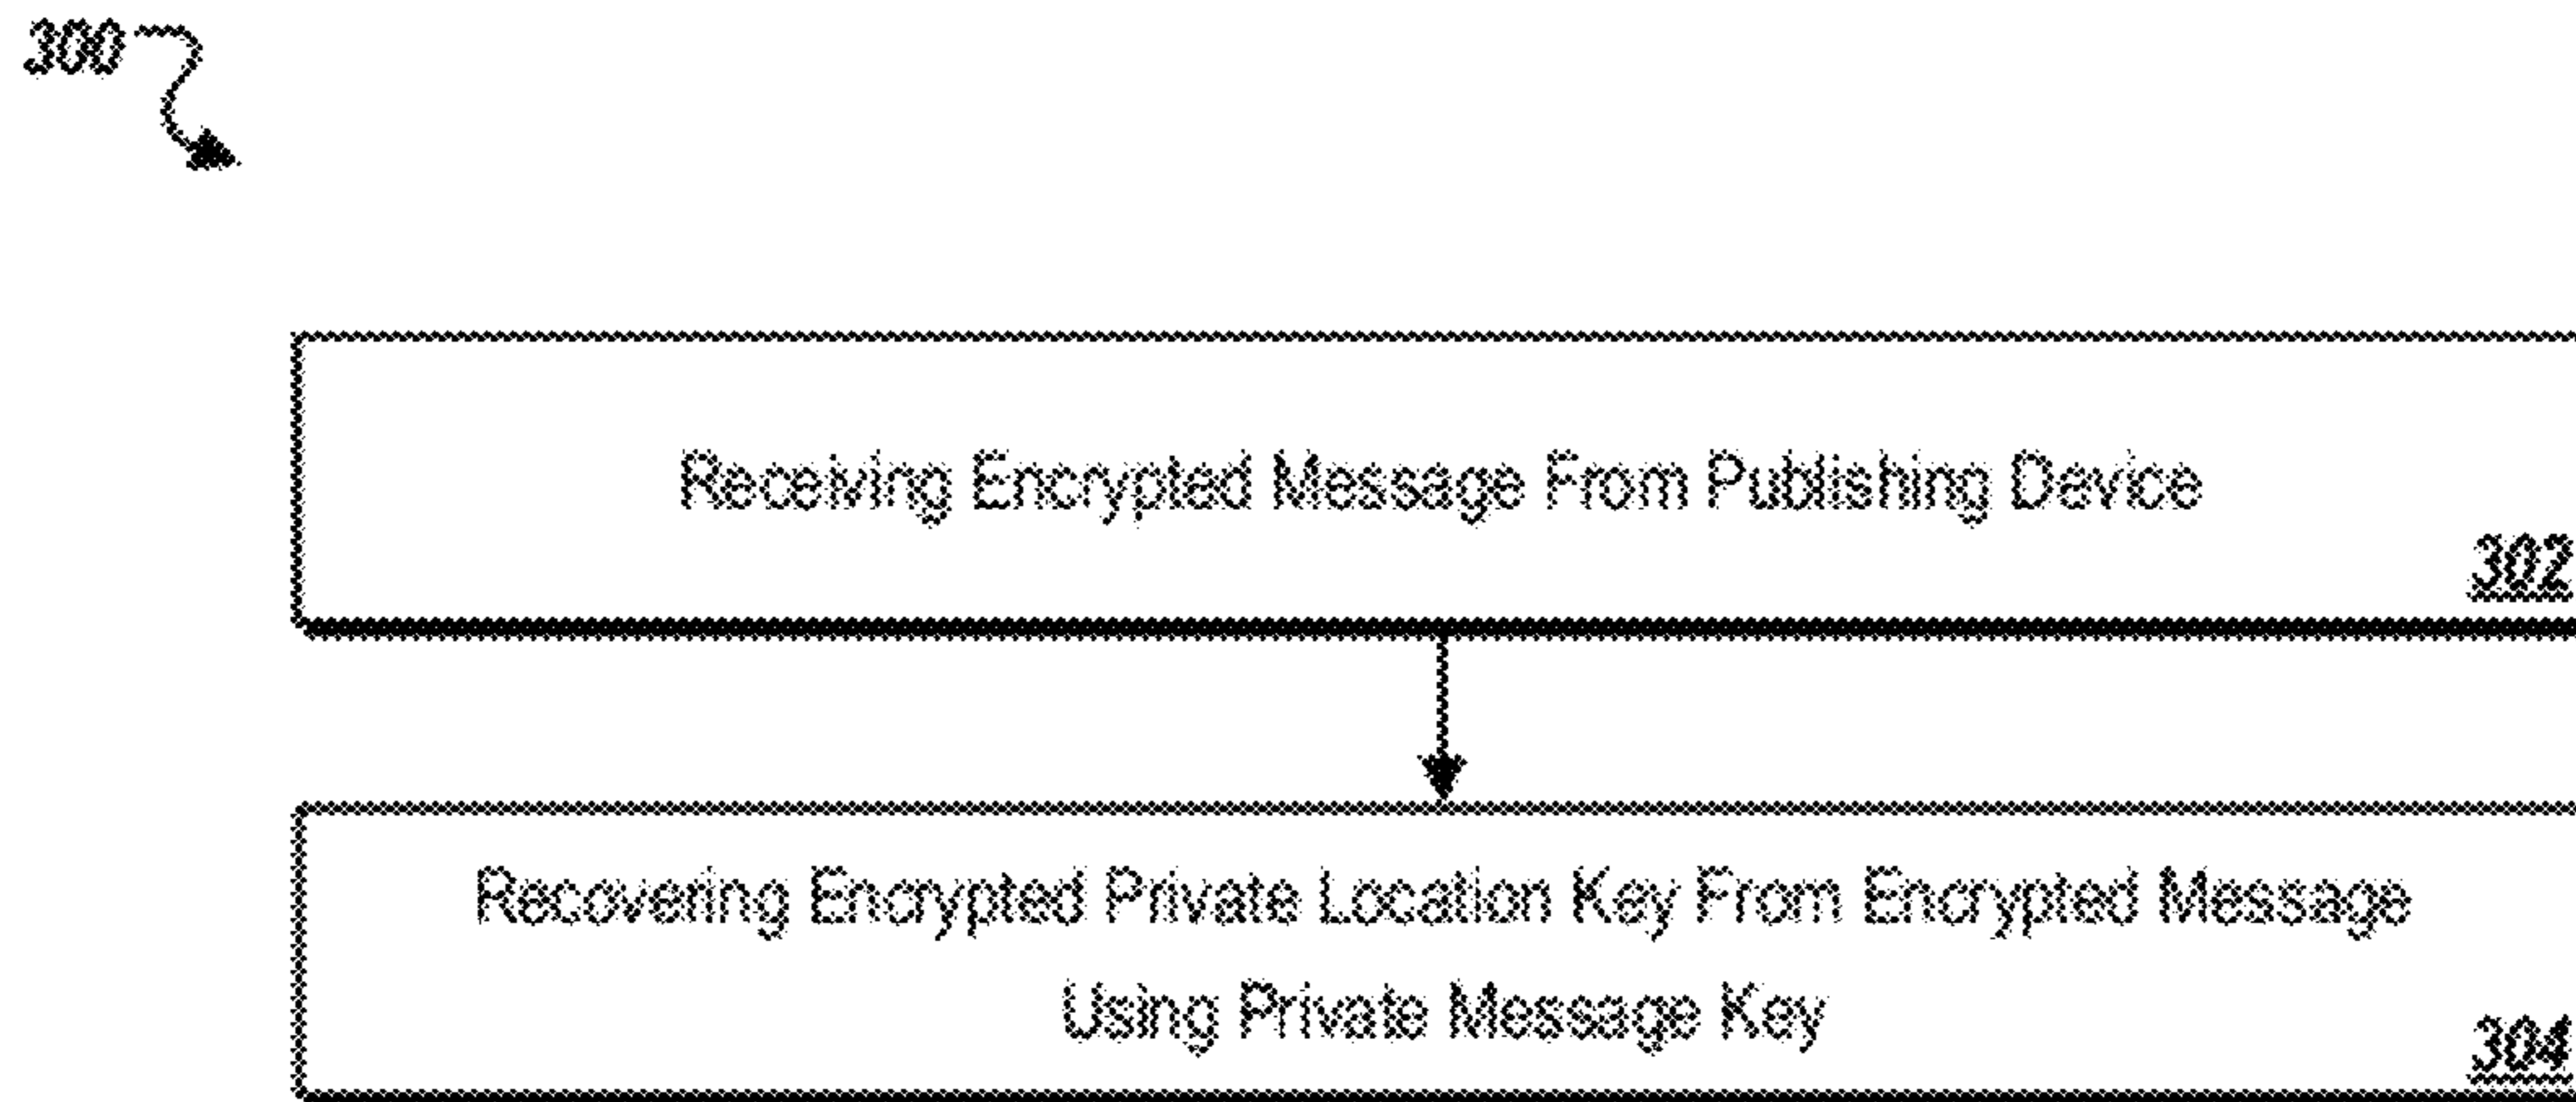 300
Receiving Encrypted Message From Publishing Device
302
Recovering Encrypted Private Location Key From Encrypted Message
Using Private Message Key
304